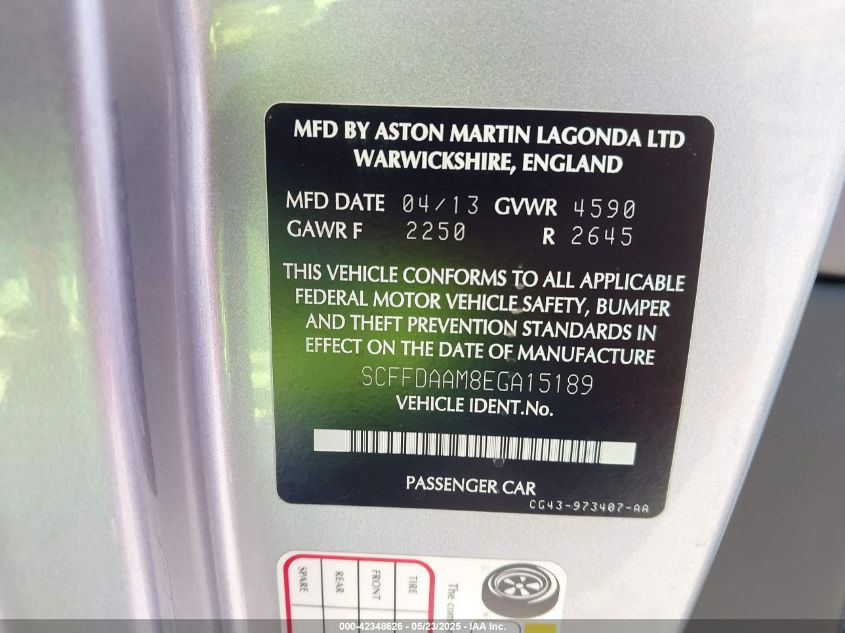 MFD BY ASTON MARTIN LAGONDA LTD
WARWICKSHIRE, ENGLAND
MFD DATE 04/13 GVWR 4590
GAWR F 2250 R 2645
THIS VEHICLE CONFORMS TO ALL APPLICABLE
FEDERAL MOTOR VEHICLE SAFETY, BUMPER
AND THEFT PREVENTION STANDARDS IN
EFFECT ON THE DATE OF MANUFACTURE
SCFFDAAM8EGA15189
VEHICLE IDENT.No.
PASSENGER CAR
CG43-973407-AA
TIRE
FRONT
REAR
SPARE
The
000-42348626 - 05/23/2025 - IAA Inc.